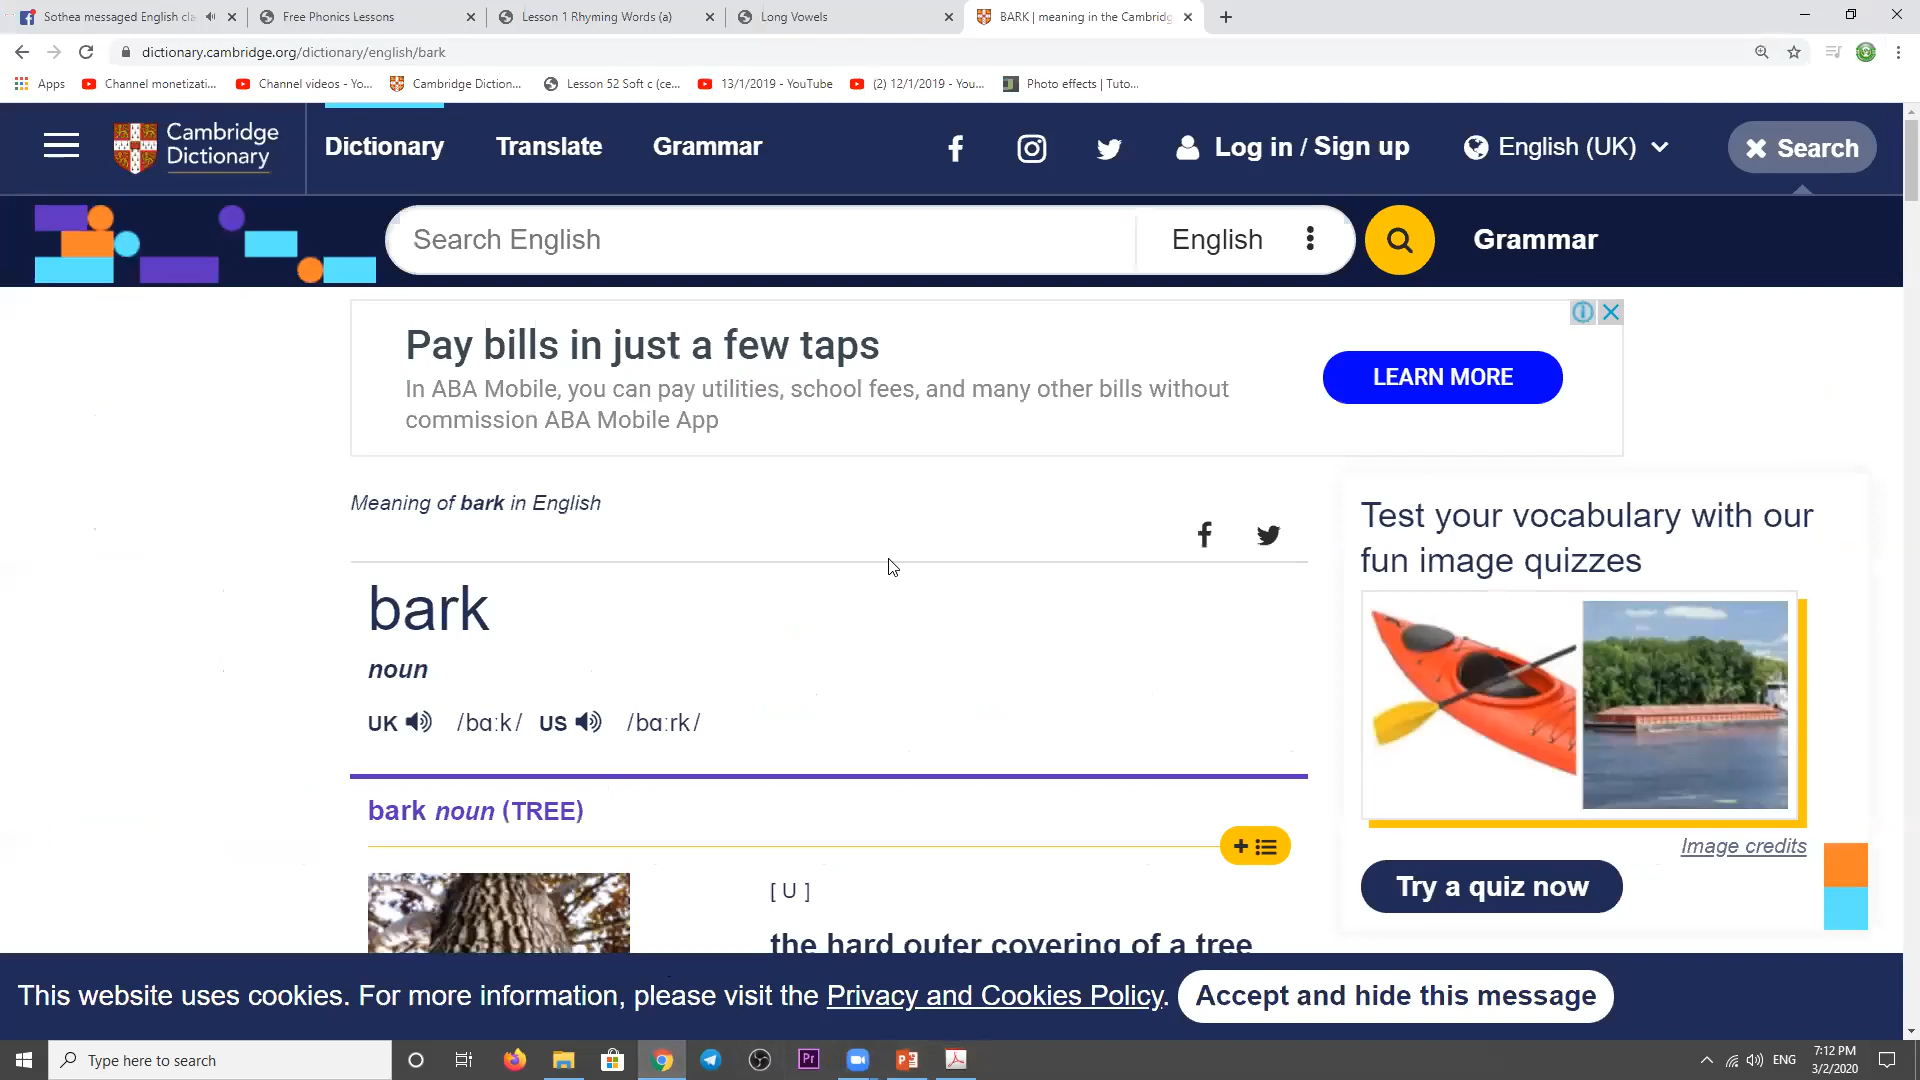 Sothea messaged English cla
Free Phonics Lessons
Lesson 1 Rhyming Words (a)
Long Vowels
BARK | meaning in the Cambridg
dictionary.cambridge.org/dictionary/english/bark
Apps
Channel monetizati...
Channel videos - Yo...
Cambridge Diction...
Lesson 52 Soft c (ce...
13/1/2019 - YouTube
(2) 12/1/2019 - You...
Photo effects | Tuto...
Cambridge
Dictionary
Dictionary
Translate
Grammar
Log in / Sign up
English (UK)
Search
Search English
English
Grammar
Pay bills in just a few taps
In ABA Mobile, you can pay utilities, school fees, and many other bills without
commission ABA Mobile App
LEARN MORE
Meaning of bark in English
bark
noun
UK /bɑːk/ US /bɑːrk/
bark noun (TREE)
[ U ]
the hard outer covering of a tree
Test your vocabulary with our
fun image quizzes
Image credits
Try a quiz now
This website uses cookies. For more information, please visit the Privacy and Cookies Policy.
Accept and hide this message
Type here to search
Pr
ENG
7:12 PM
3/2/2020